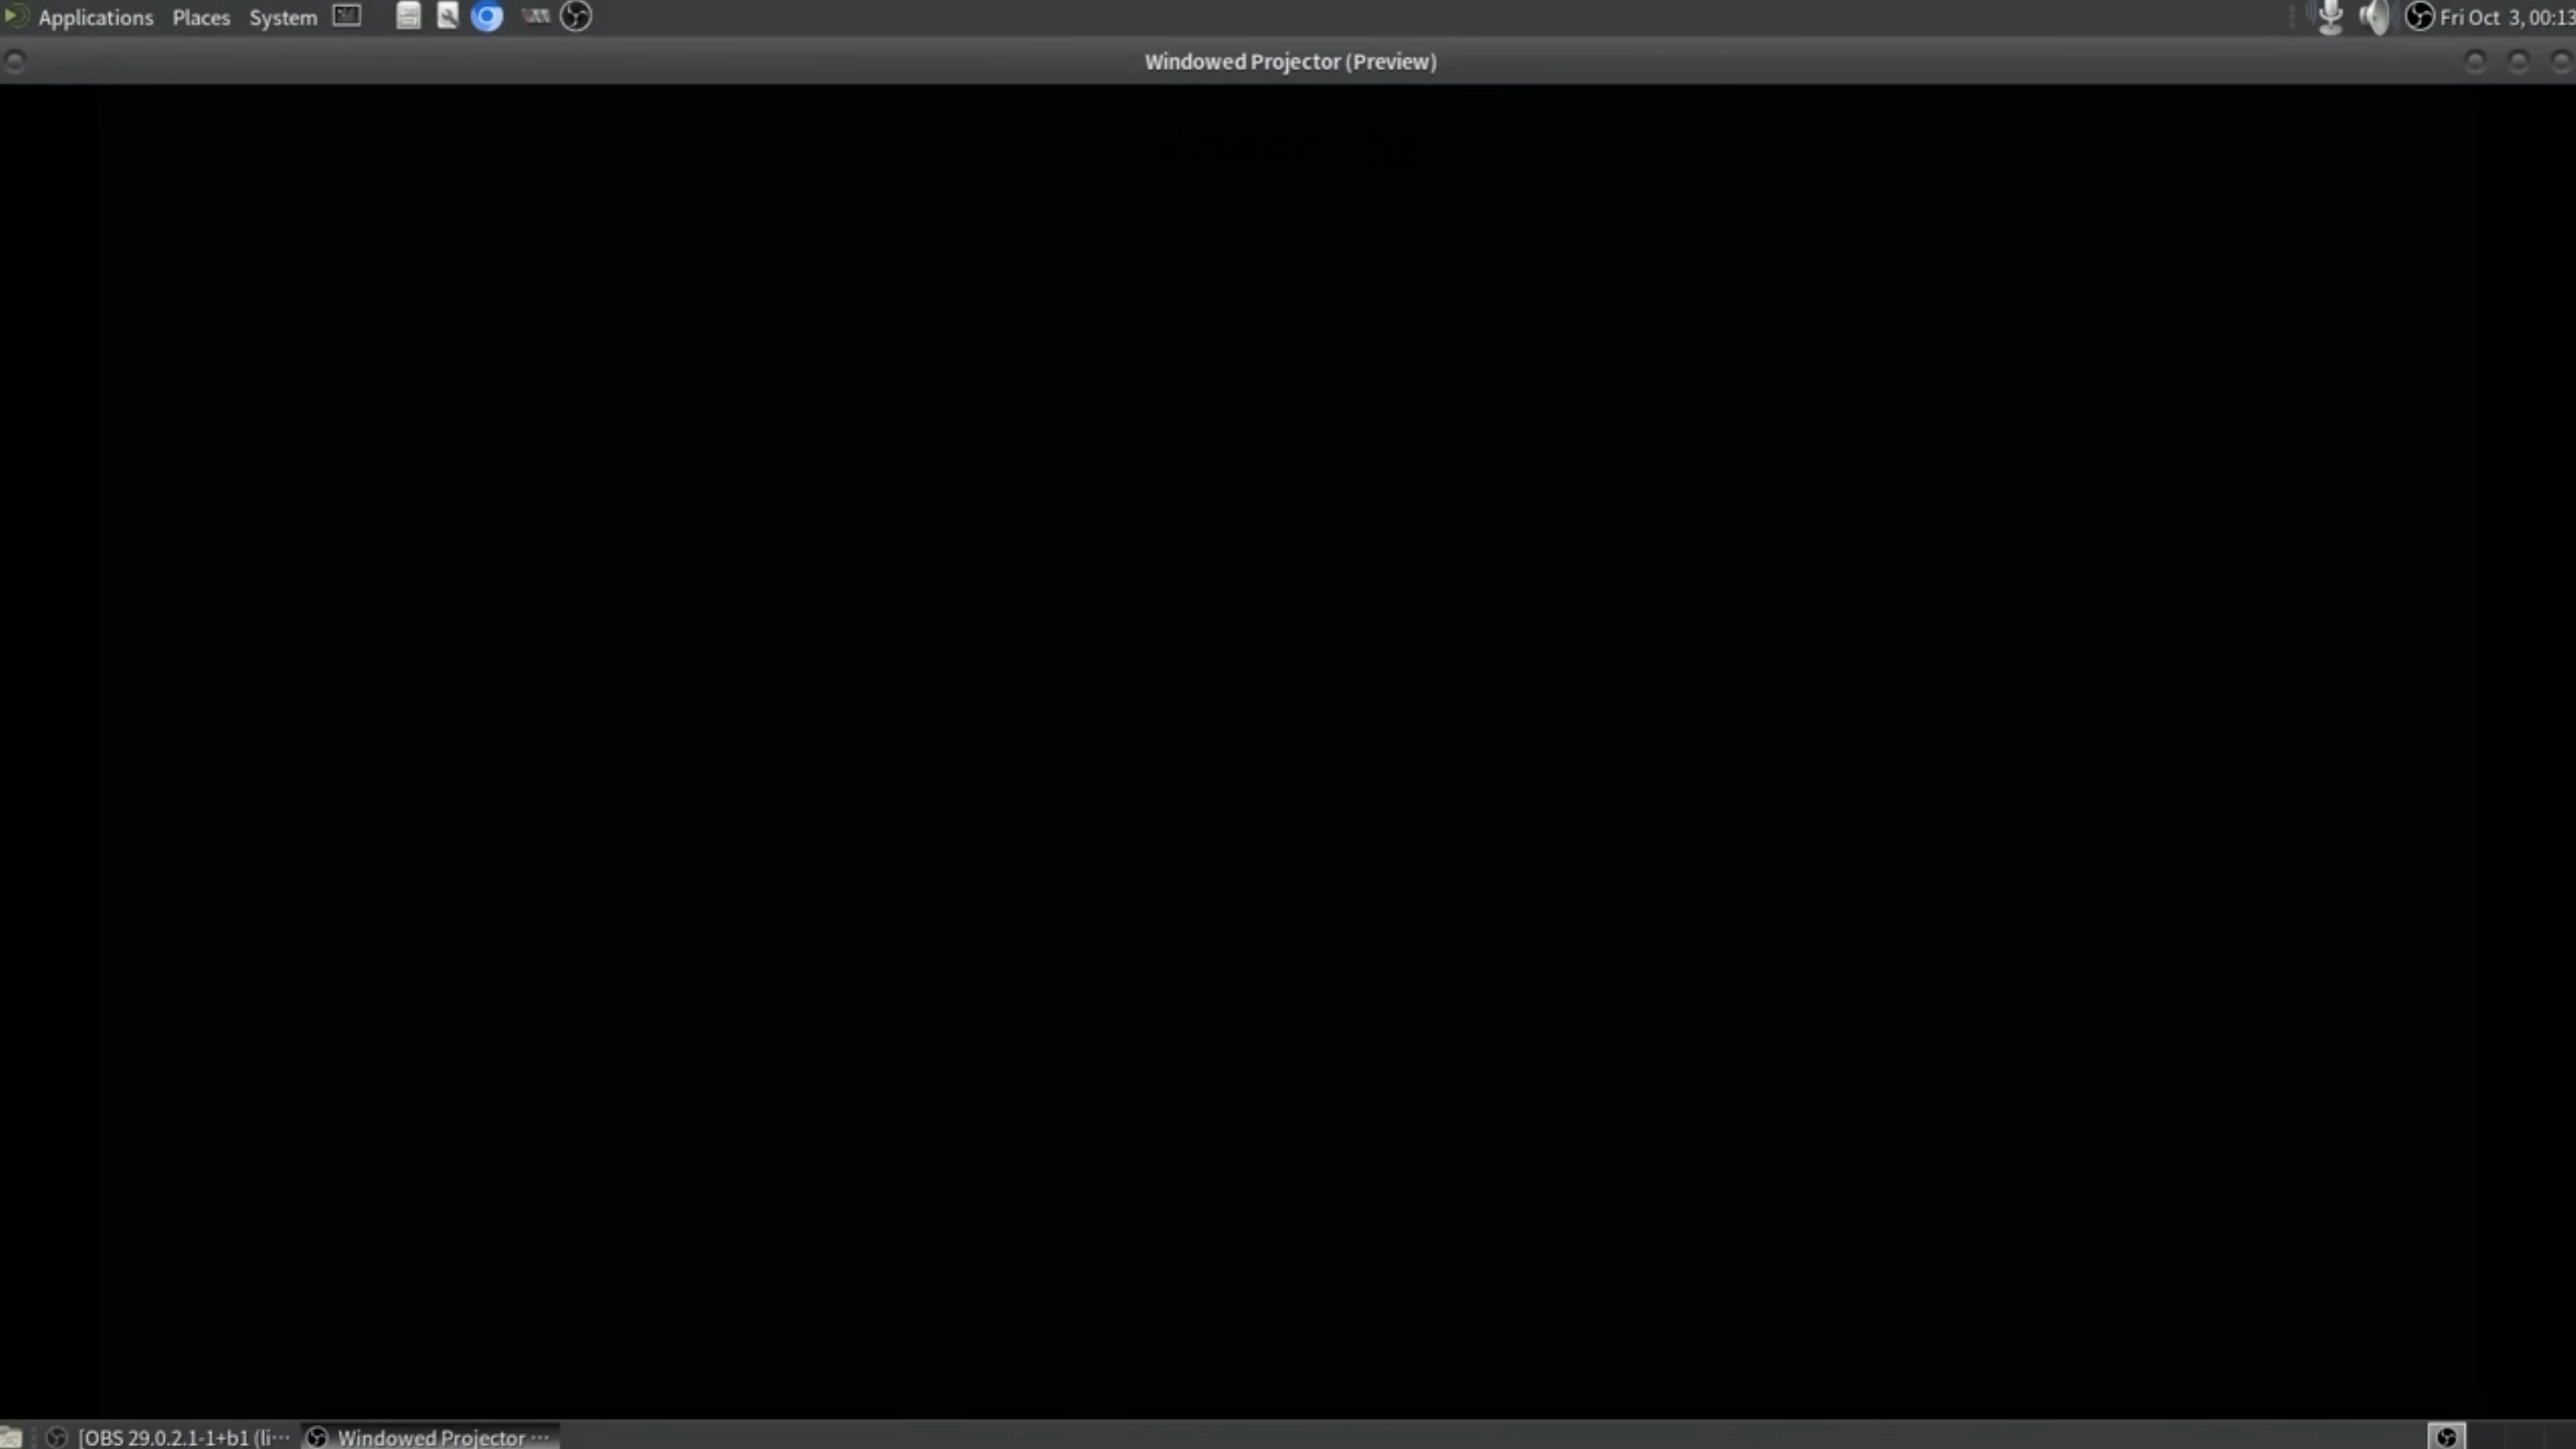 Applications Places System Fri Oct 3, 00:13
Windowed Projector (Preview)
[OBS 29.0.2.1-1+b1 (li··· Windowed Projector ···